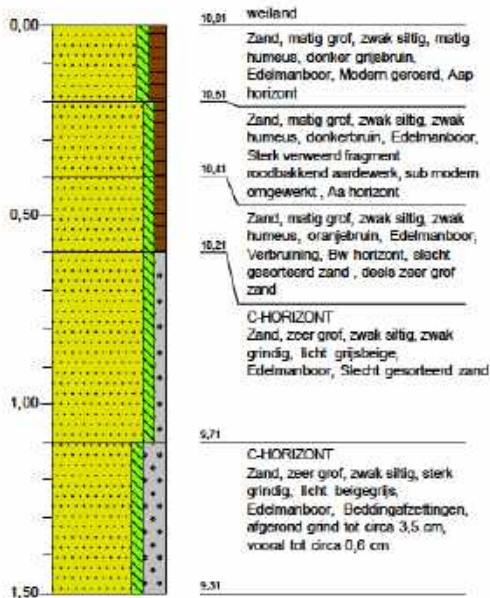 0,00
10,81
weiland
Zand, matig grof, zwak siltig, matig
humeus, donker grijsbruin,
Edelmanboor, Modern geroerd, Aap
horizont
10,61
Zand, matig grof, zwak siltig, zwak
humeus, donkerbruin, Edelmanboor,
Sterk verweerd fragment
roodbakkend aardewerk, sub modern
omgewerkt , Aa horizont
10,41
0,50
Zand, matig grof, zwak siltig, zwak
humeus, oranjebruin, Edelmanboor,
Verbruining, Bw horizont, slecht
gesorteerd zand , deels zeer grof
zand
10,21
C-HORIZONT
Zand, zeer grof, zwak siltig, zwak
grindig, licht grijsbeige,
Edelmanboor, Slecht gesorteerd zand
1,00
9,71
C-HORIZONT
Zand, zeer grof, zwak siltig, sterk
grindig, licht beigegrijs,
Edelmanboor, Beddingafzettingen,
afgerond grind tot circa 3,5 cm,
vooral tot circa 0,6 cm
1,50
9,31